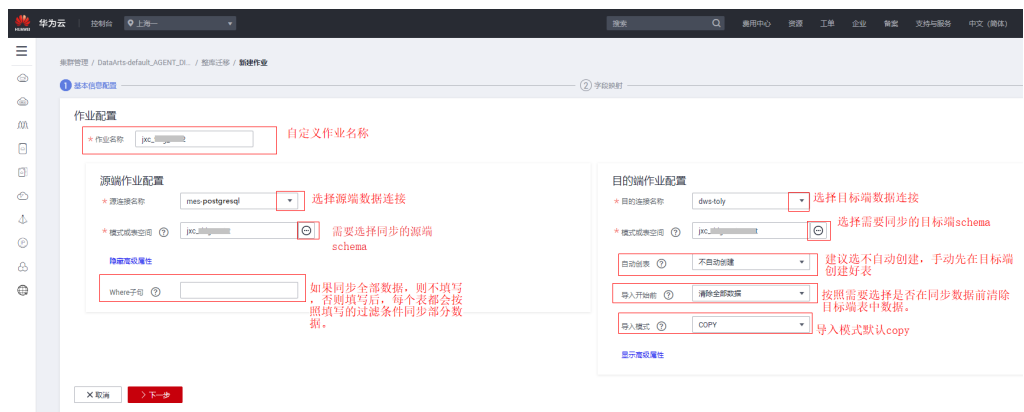 HUAWEI
华为云 控制台 上海一 搜索 费用中心 资源 工单 企业 备案 支持与服务 中文 (简体)
集群管理 / DataArts-default_AGENT_DI... / 整库迁移 / 新建作业
1 基本信息配置 2 字段映射
作业配置
* 作业名称 jxc_
自定义作业名称
源端作业配置
* 源连接名称 mes-postgresql
选择源端数据连接
* 模式或表空间 ? jxc_
需要选择同步的源端
schema
隐藏高级属性
Where子句 ?
如果同步全部数据，则不填写
，否则填写后，每个表都会按
照填写的过滤条件同步部分数
据。
目的端作业配置
* 目的连接名称 dws-toly
选择目标端数据连接
* 模式或表空间 ? jxc_
选择需要同步的目标端schema
自动创表 ? 不自动创建
建议选不自动创建，手动先在目标端
创建好表
导入开始前 ? 清除全部数据
按照需要选择是否在同步数据前清除
目标端表中数据。
导入模式 ? COPY
导入模式默认copy
显示高级属性
取消 下一步